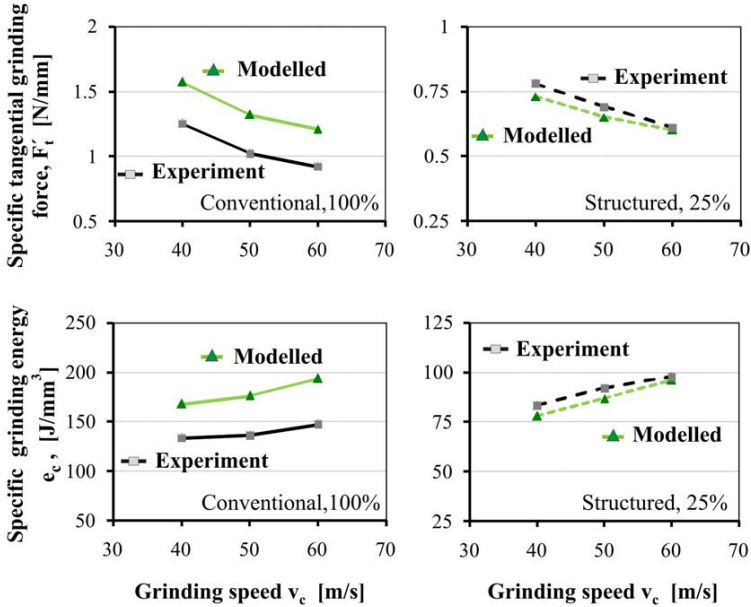 Specific tangential grinding
force, F′t [N/mm]
2
1.5
1
0.5
Modelled
Experiment
Conventional,100%
30 40 50 60 70
1
0.75
0.5
0.25
Experiment
Modelled
Structured, 25%
30 40 50 60 70
Specific grinding energy
ec , [J/mm³]
250
200
150
100
50
Modelled
Experiment
Conventional,100%
30 40 50 60 70
Grinding speed vc [m/s]
125
100
75
50
25
Experiment
Modelled
Structured, 25%
30 40 50 60 70
Grinding speed vc [m/s]